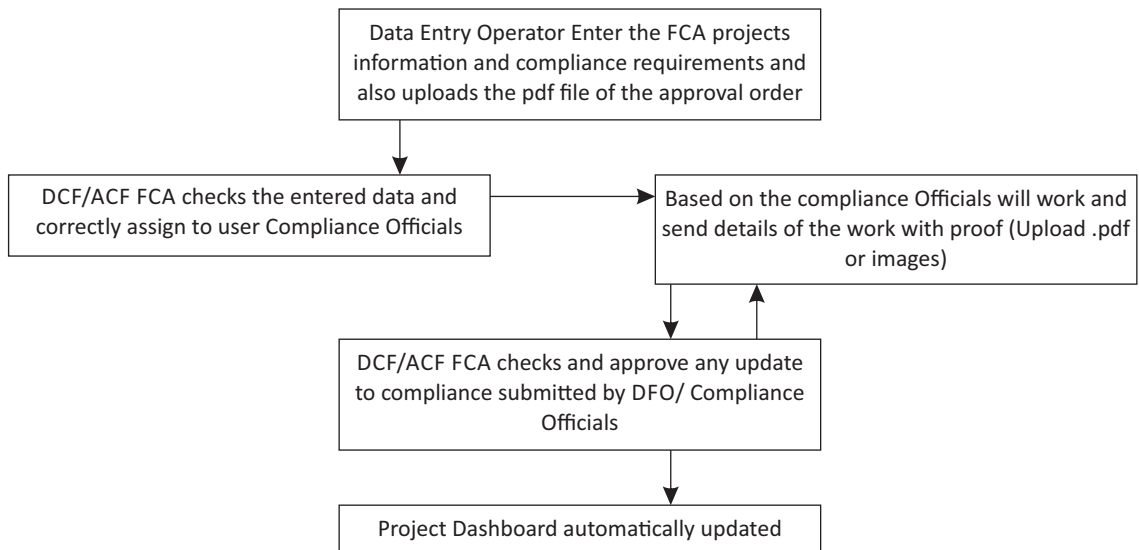 Data Entry Operator Enter the FCA projects
information and compliance requirements and
also uploads the pdf file of the approval order
DCF/ACF FCA checks the entered data and
correctly assign to user Compliance Officials
Based on the compliance Officials will work and
send details of the work with proof (Upload .pdf
or images)
DCF/ACF FCA checks and approve any update
to compliance submitted by DFO/ Compliance
Officials
Project Dashboard automatically updated